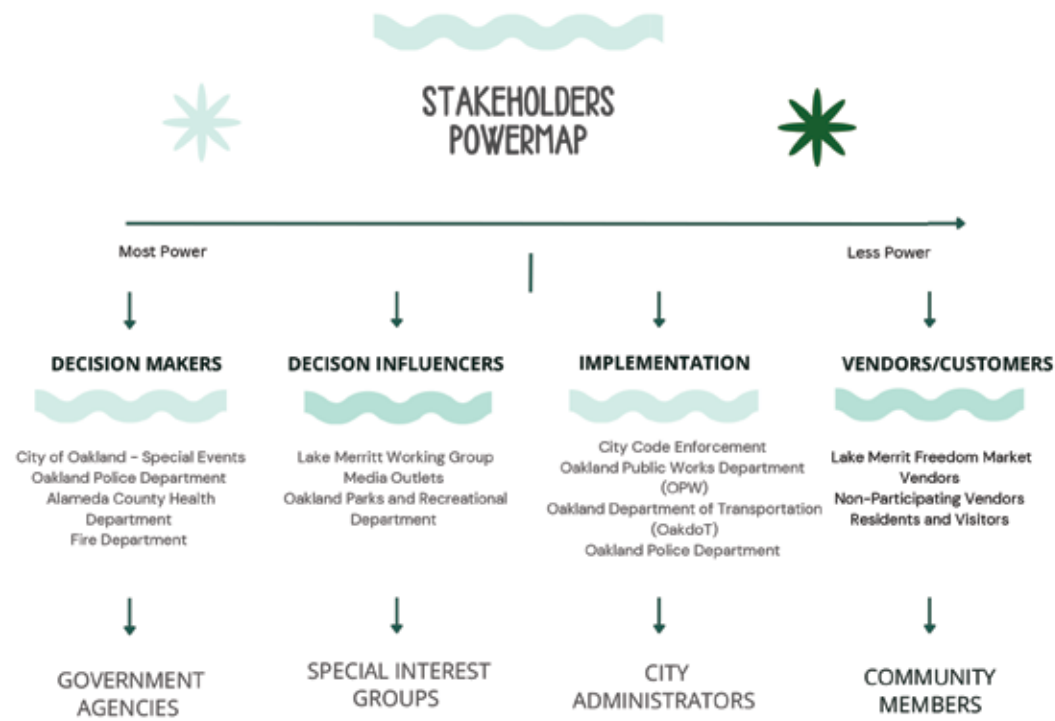 STAKEHOLDERS
POWERMAP
Most Power
Less Power
DECISION MAKERS
City of Oakland - Special Events
Oakland Police Department
Alameda County Health
Department
Fire Department
GOVERNMENT
AGENCIES
DECISON INFLUENCERS
Lake Merritt Working Group
Media Outlets
Oakland Parks and Recreational
Department
SPECIAL INTEREST
GROUPS
IMPLEMENTATION
City Code Enforcement
Oakland Public Works Department
(OPW)
Oakland Department of Transportation
(OakdoT)
Oakland Police Department
CITY
ADMINISTRATORS
VENDORS/CUSTOMERS
Lake Merrit Freedom Market
Vendors
Non-Participating Vendors
Residents and Visitors
COMMUNITY
MEMBERS